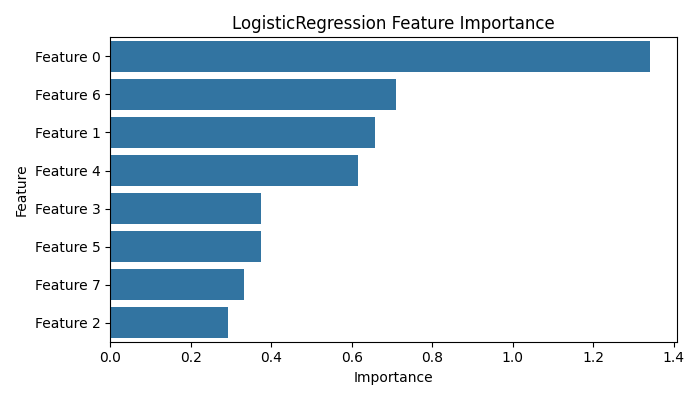 LogisticRegression Feature Importance
Feature 0
Feature 6
Feature 1
Feature 4
Feature 3
Feature 5
Feature 7
Feature 2
Feature
0.0 0.2 0.4 0.6 0.8 1.0 1.2 1.4
Importance